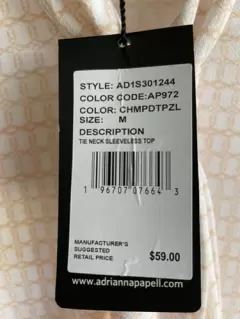 STYLE: AD1S301244
COLOR CODE:AP972
COLOR: CHMPDTPZL
SIZE: M
DESCRIPTION
TIE NECK SLEEVELESS TOP
1 96707 07664 3
MANUFACTURER'S
SUGGESTED
RETAIL PRICE $59.00
www.adriannapapell.com